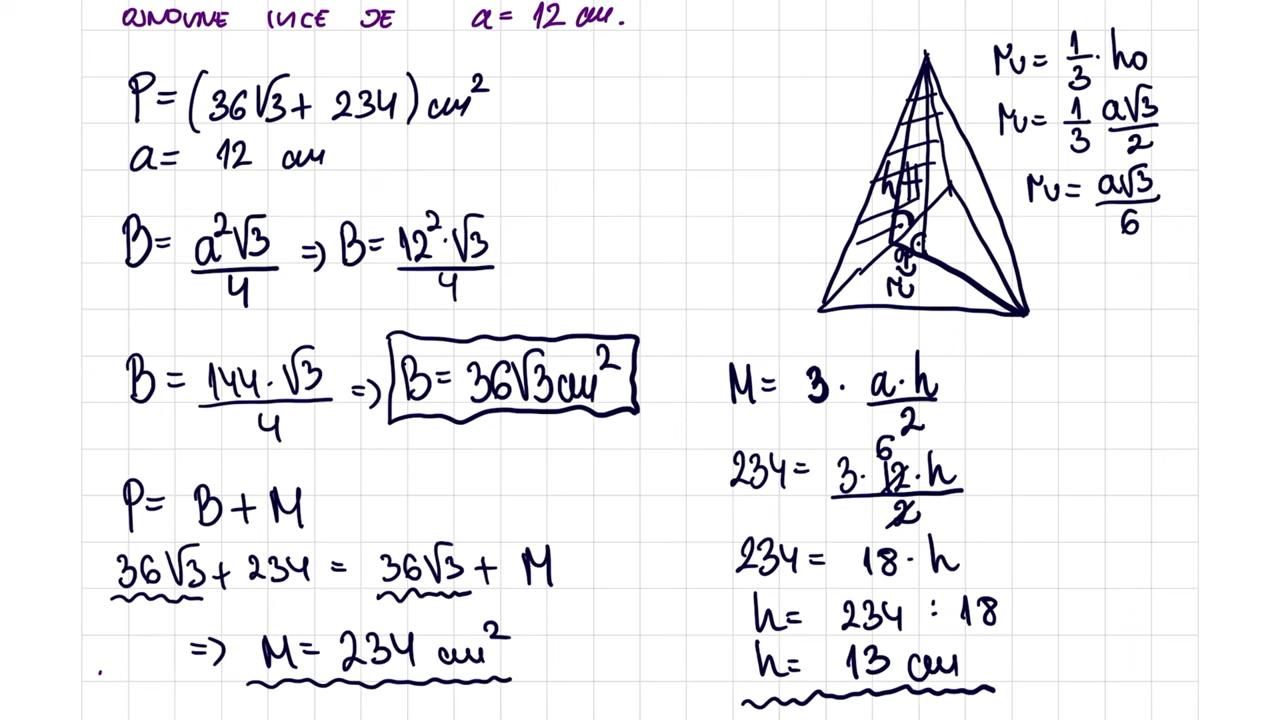 OSNOVNE IVICE JE a = 12 cm.
P = (36√3 + 234) cm²
a = 12 cm
B = a²√3/4 => B = 12²·√3/4
B = 144·√3/4 => B = 36√3 cm²
P = B + M
36√3 + 234 = 36√3 + M
=> M = 234 cm²
ru = 1/3 · ho
ru = 1/3 a√3/2
ru = a√3/6
h H
ru
M = 3 · a·h/2
6
234 = 3·12·h/2
234 = 18·h
h = 234 : 18
h = 13 cm